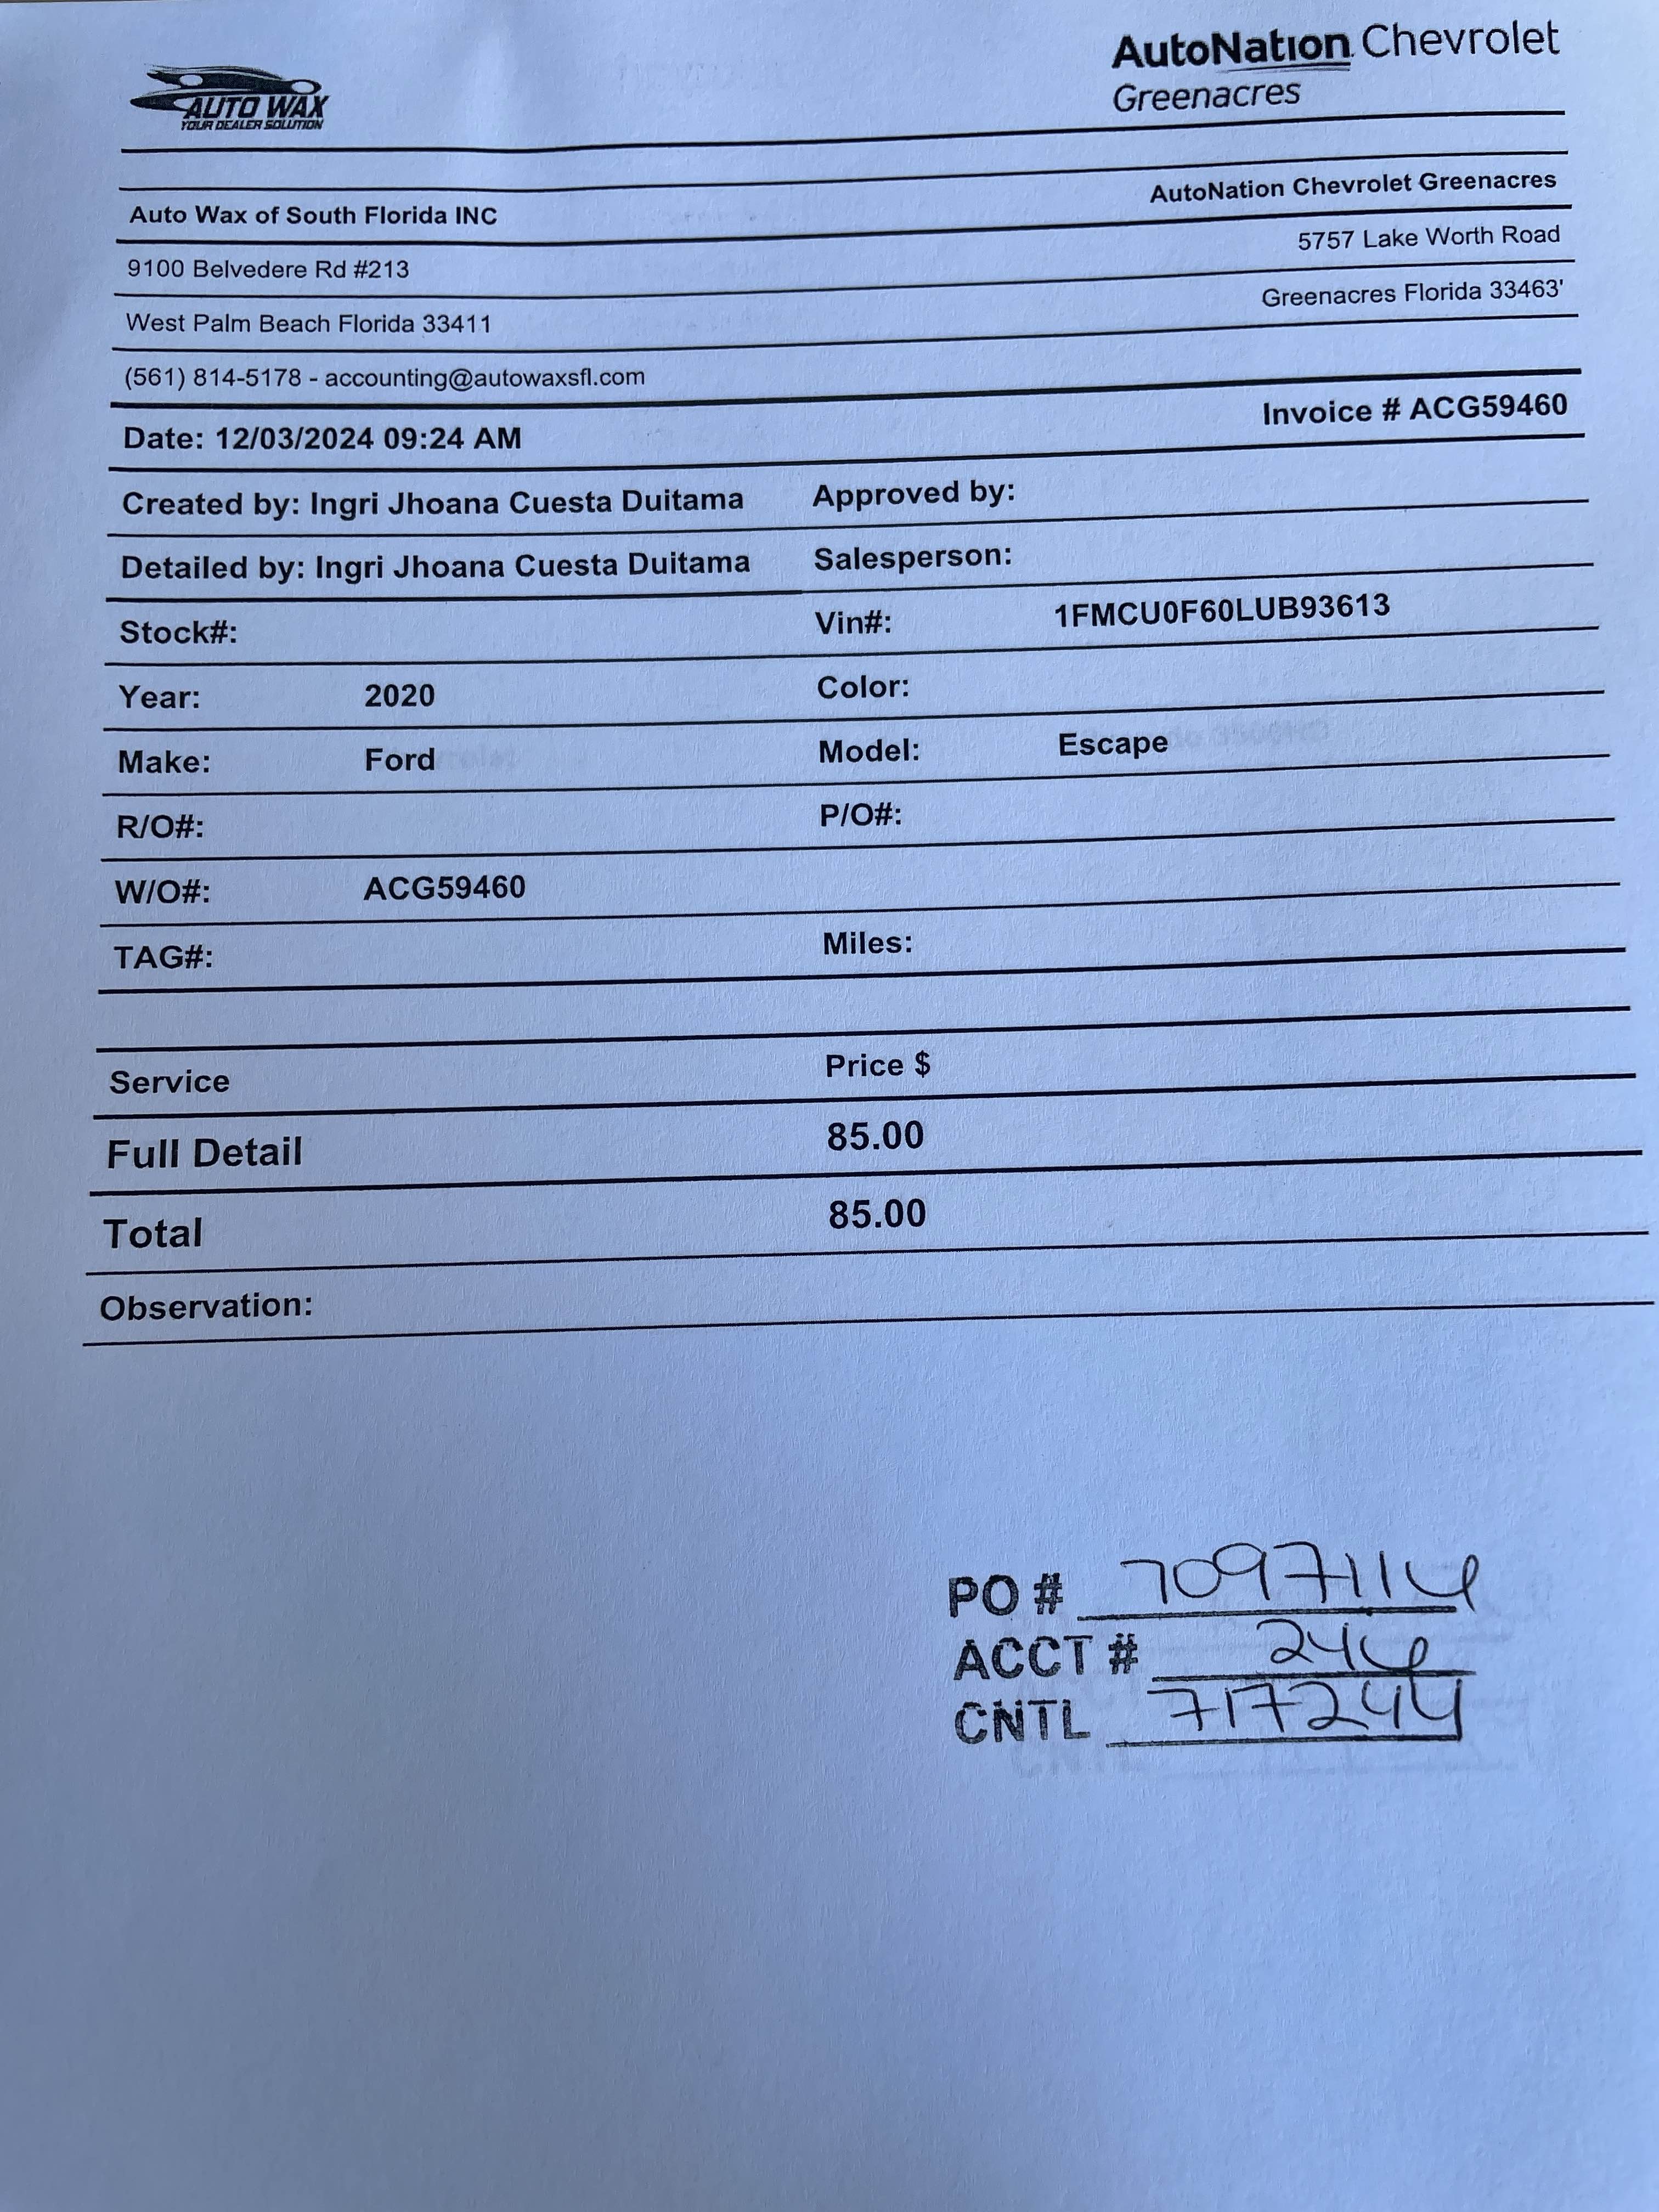 AUTO WAX
YOUR DEALER SOLUTION
AutoNation Chevrolet
Greenacres
Auto Wax of South Florida INC
AutoNation Chevrolet Greenacres
9100 Belvedere Rd #213
5757 Lake Worth Road
West Palm Beach Florida 33411
Greenacres Florida 33463'
(561) 814-5178 - accounting@autowaxsfl.com
Date: 12/03/2024 09:24 AM
Invoice # ACG59460
Created by: Ingri Jhoana Cuesta Duitama Approved by:
Detailed by: Ingri Jhoana Cuesta Duitama Salesperson:
Stock#: Vin#: 1FMCU0F60LUB93613
Year: 2020 Color:
Make: Ford Model: Escape
R/O#: P/O#:
W/O#: ACG59460
TAG#: Miles:
Service Price $
Full Detail 85.00
Total 85.00
Observation:
PO # 7097116
ACCT # 246
CNTL 717244